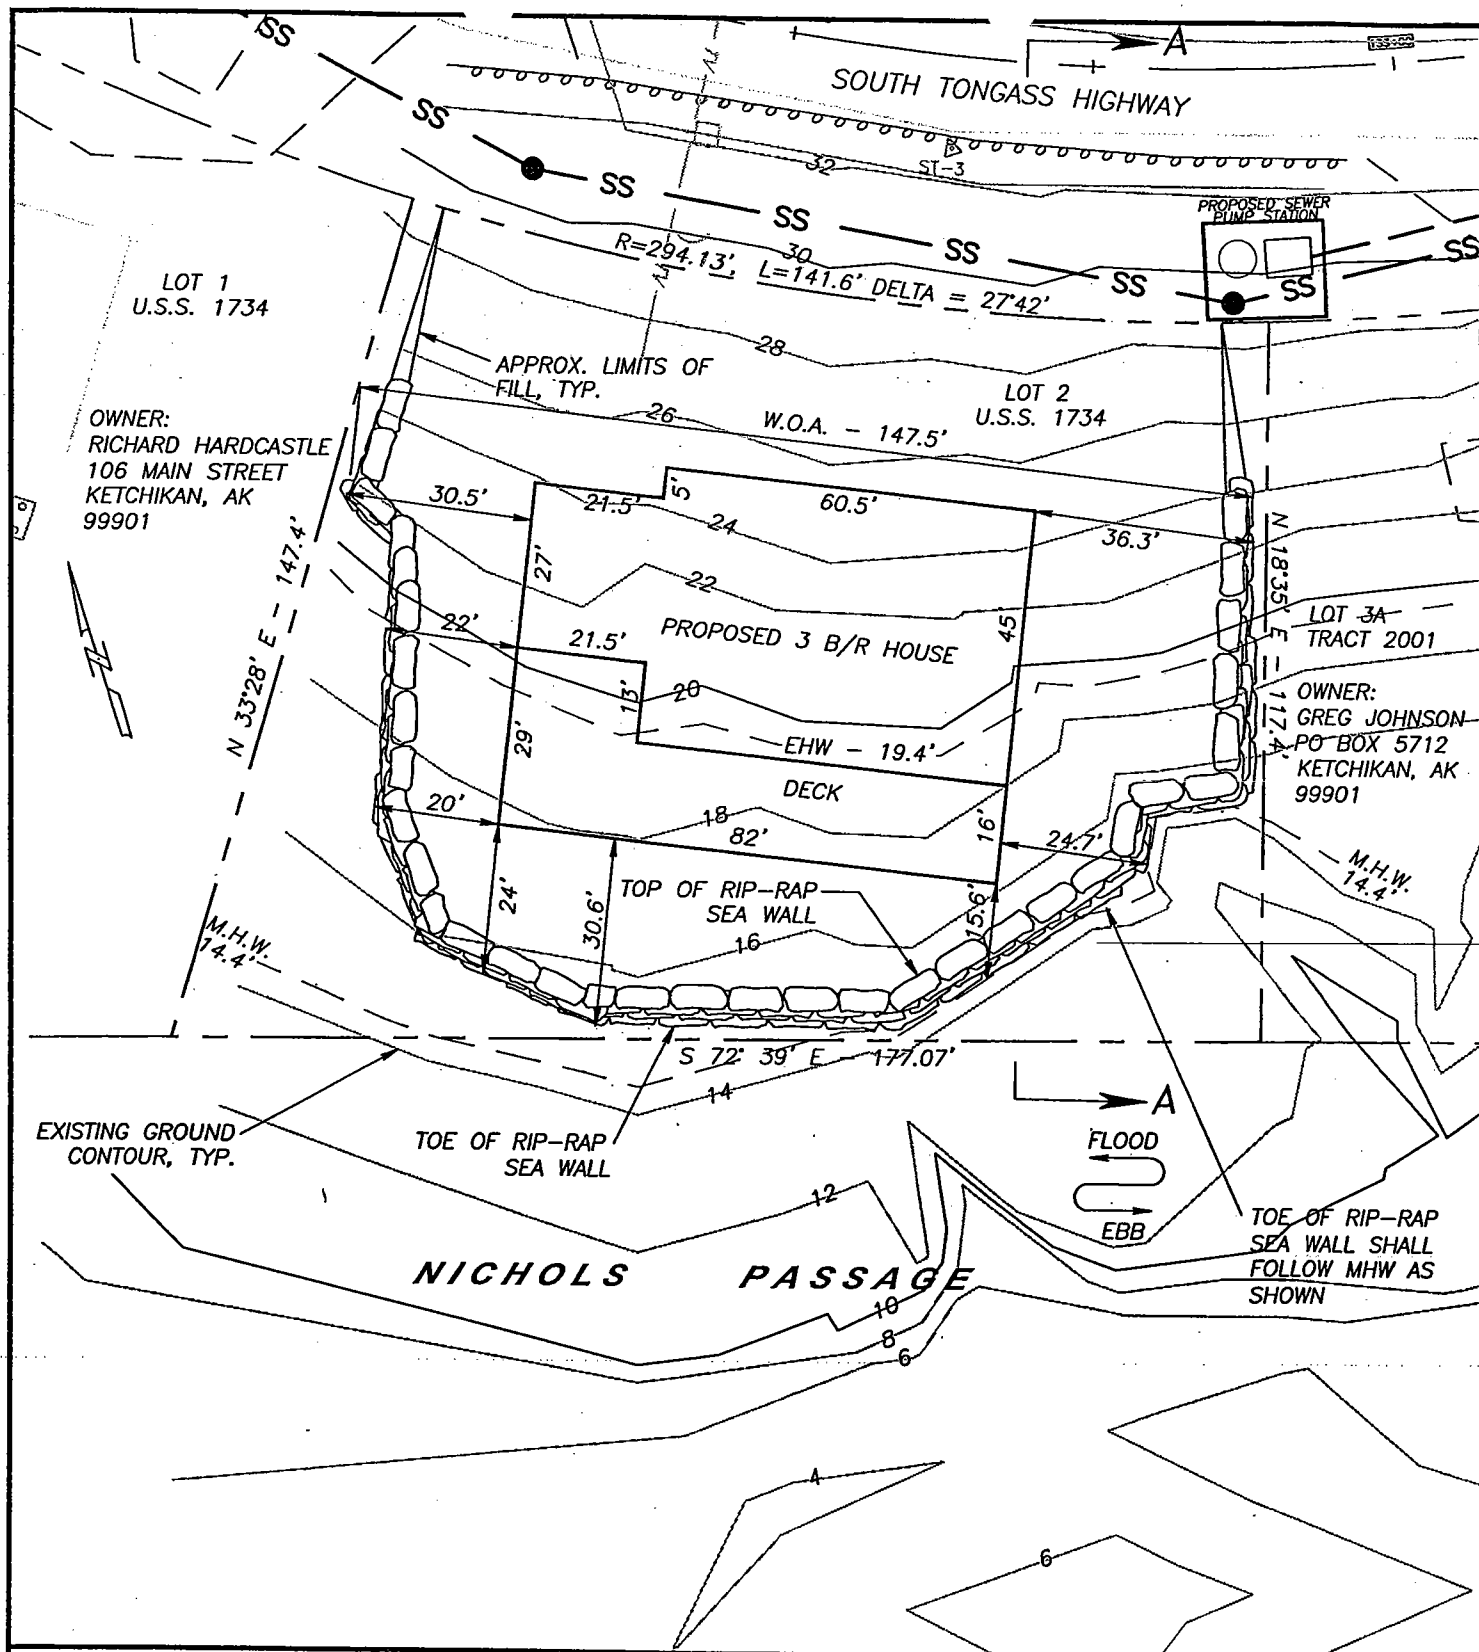 SS
A
SOUTH TONGASS HIGHWAY
SS
32
ST-3
SS
PROPOSED SEWER
PUMP STATION
SS
SS
SS
R=294.13', L=141.6' DELTA = 27°42'
30
SS
SS
LOT 1
U.S.S. 1734
28
APPROX. LIMITS OF
FILL, TYP.
LOT 2
U.S.S. 1734
26
W.O.A. - 147.5'
OWNER:
RICHARD HARDCASTLE
106 MAIN STREET
KETCHIKAN, AK
99901
30.5'
21.5'
5'
60.5'
24
36.3'
N 18°35' E - 117.4'
27'
22
45'
LOT 3A
TRACT 2001
22'
21.5'
PROPOSED 3 B/R HOUSE
20
13'
N 33°28' E - 147.4'
29'
EHW - 19.4'
OWNER:
GREG JOHNSON
PO BOX 5712
KETCHIKAN, AK
99901
DECK
20'
18
82'
16'
24.7'
M.H.W.
14.4'
TOP OF RIP-RAP
SEA WALL
24'
30.6'
15.6'
16
M.H.W.
14.4'
S 72° 39' E - 177.07'
14
A
EXISTING GROUND
CONTOUR, TYP.
TOE OF RIP-RAP
SEA WALL
FLOOD
EBB
12
TOE OF RIP-RAP
SEA WALL SHALL
FOLLOW MHW AS
SHOWN
NICHOLS PASSAGE
10
8
6
4
6